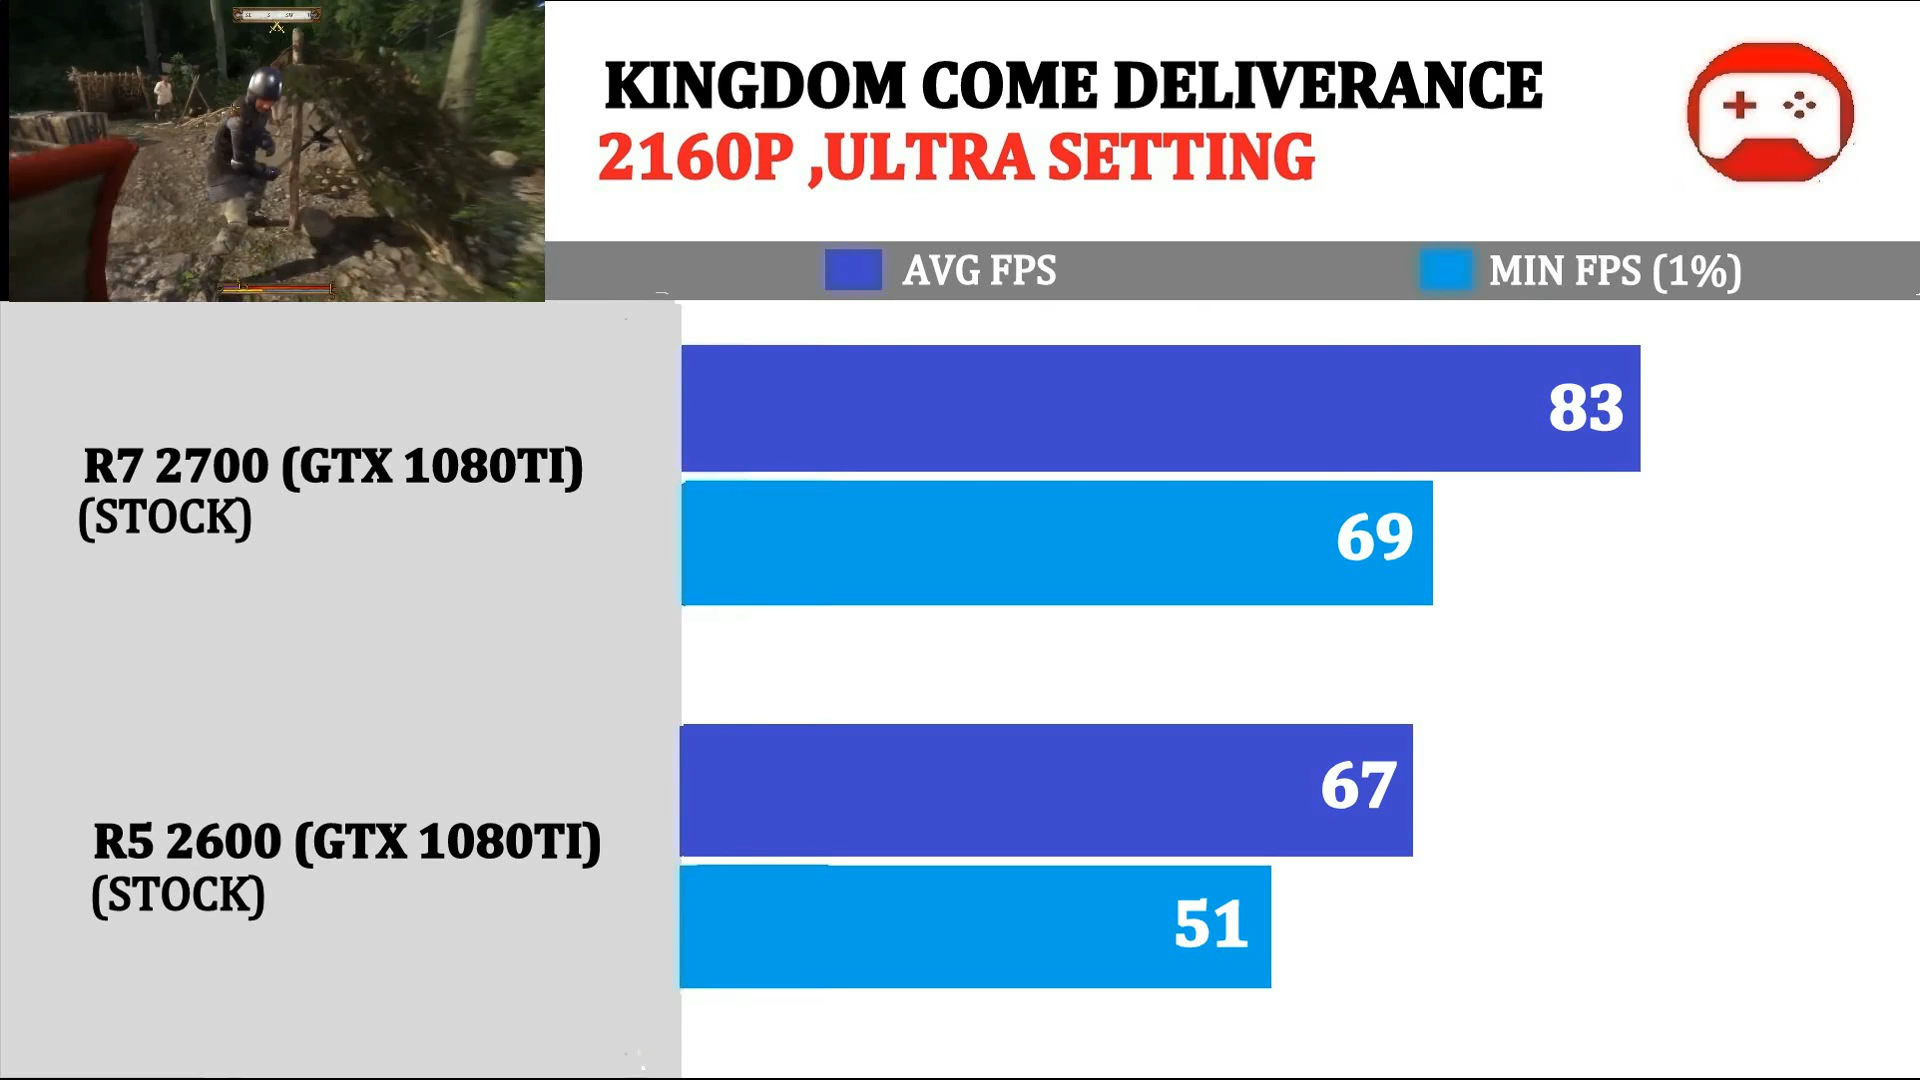 KINGDOM COME DELIVERANCE
2160P ,ULTRA SETTING
AVG FPS
MIN FPS (1%)
R7 2700 (GTX 1080TI)
(STOCK)
83
69
R5 2600 (GTX 1080TI)
(STOCK)
67
51